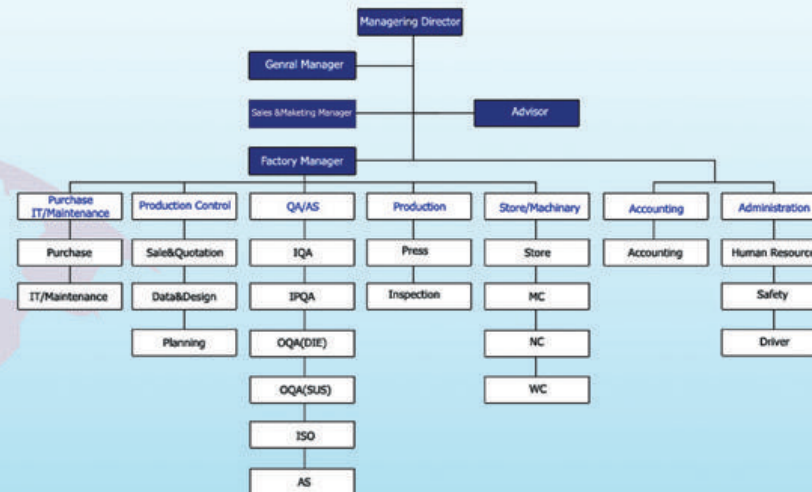 Managering Director
Genral Manager
Sales &Maketing Manager
Advisor
Factory Manager
Purchase
IT/Maintenance
Production Control
QA/AS
Production
Store/Machinary
Accounting
Administration
Purchase
Sale&Quotation
IQA
Press
Store
Accounting
Human Resource
IT/Maintenance
Data&Design
IPQA
Inspection
MC
Safety
Planning
OQA(DIE)
NC
Driver
OQA(SUS)
WC
ISO
AS